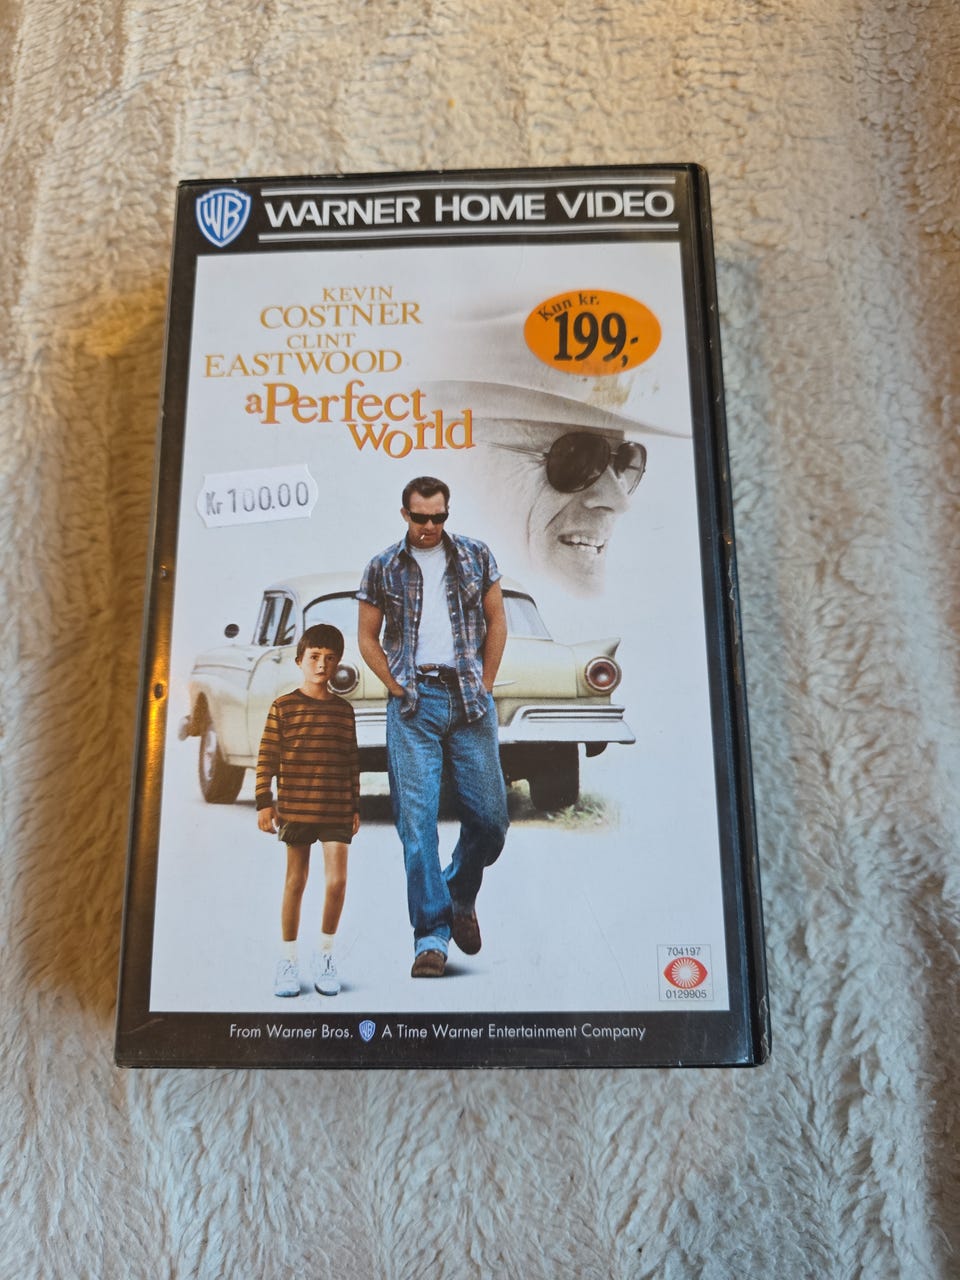 WB WARNER HOME VIDEO
KEVIN
COSTNER
CLINT
EASTWOOD
a Perfect
world
Kun kr.
199,-
Kr 100.00
704197
0129905
From Warner Bros. WB A Time Warner Entertainment Company